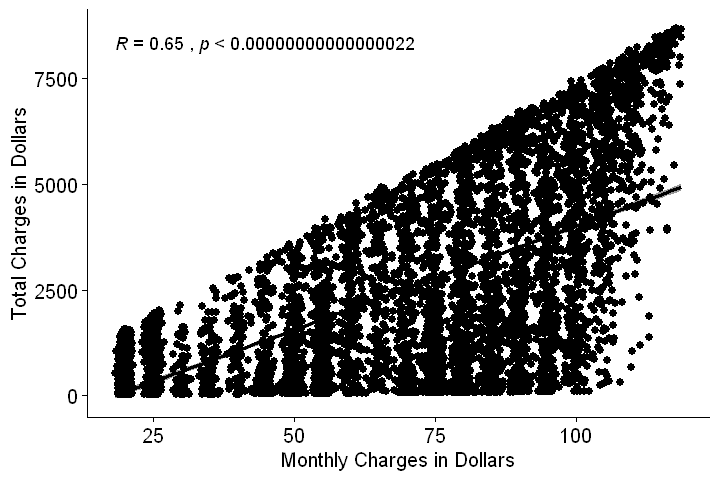 R = 0.65 , p < 0.00000000000000022
7500
5000
2500
0
Total Charges in Dollars
25 50 75 100
Monthly Charges in Dollars